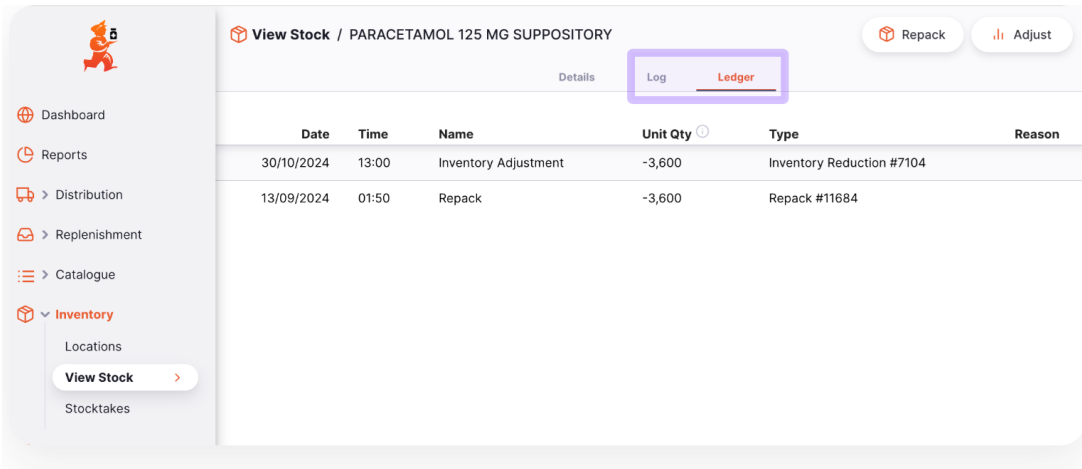 View Stock / PARACETAMOL 125 MG SUPPOSITORY
Repack
Adjust
Details
Log
Ledger
Dashboard
Reports
Distribution
Replenishment
Catalogue
Inventory
Locations
View Stock
Stocktakes
Date Time Name Unit Qty Type Reason
30/10/2024 13:00 Inventory Adjustment -3,600 Inventory Reduction #7104
13/09/2024 01:50 Repack -3,600 Repack #11684